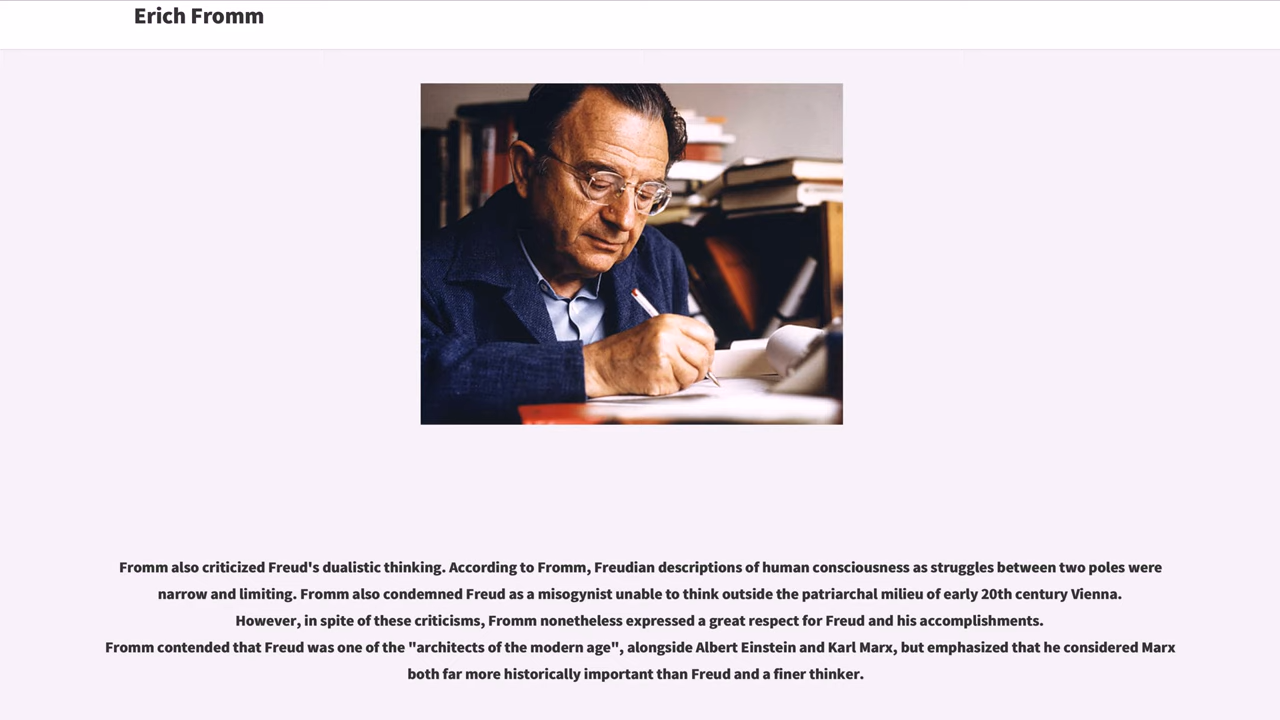 Erich Fromm
Fromm also criticized Freud's dualistic thinking. According to Fromm, Freudian descriptions of human consciousness as struggles between two poles were
narrow and limiting. Fromm also condemned Freud as a misogynist unable to think outside the patriarchal milieu of early 20th century Vienna.
However, in spite of these criticisms, Fromm nonetheless expressed a great respect for Freud and his accomplishments.
Fromm contended that Freud was one of the "architects of the modern age", alongside Albert Einstein and Karl Marx, but emphasized that he considered Marx
both far more historically important than Freud and a finer thinker.